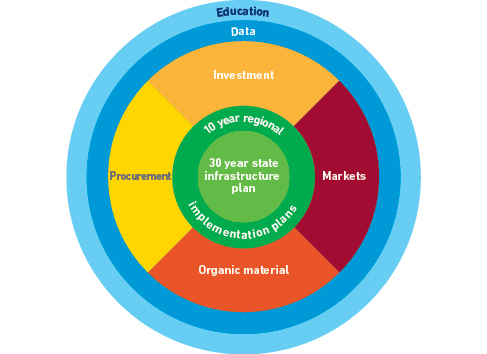 Education
Data
Investment
10 year regional
30 year state
infrastructure
plan
Procurement
Markets
implementation plans
Organic material